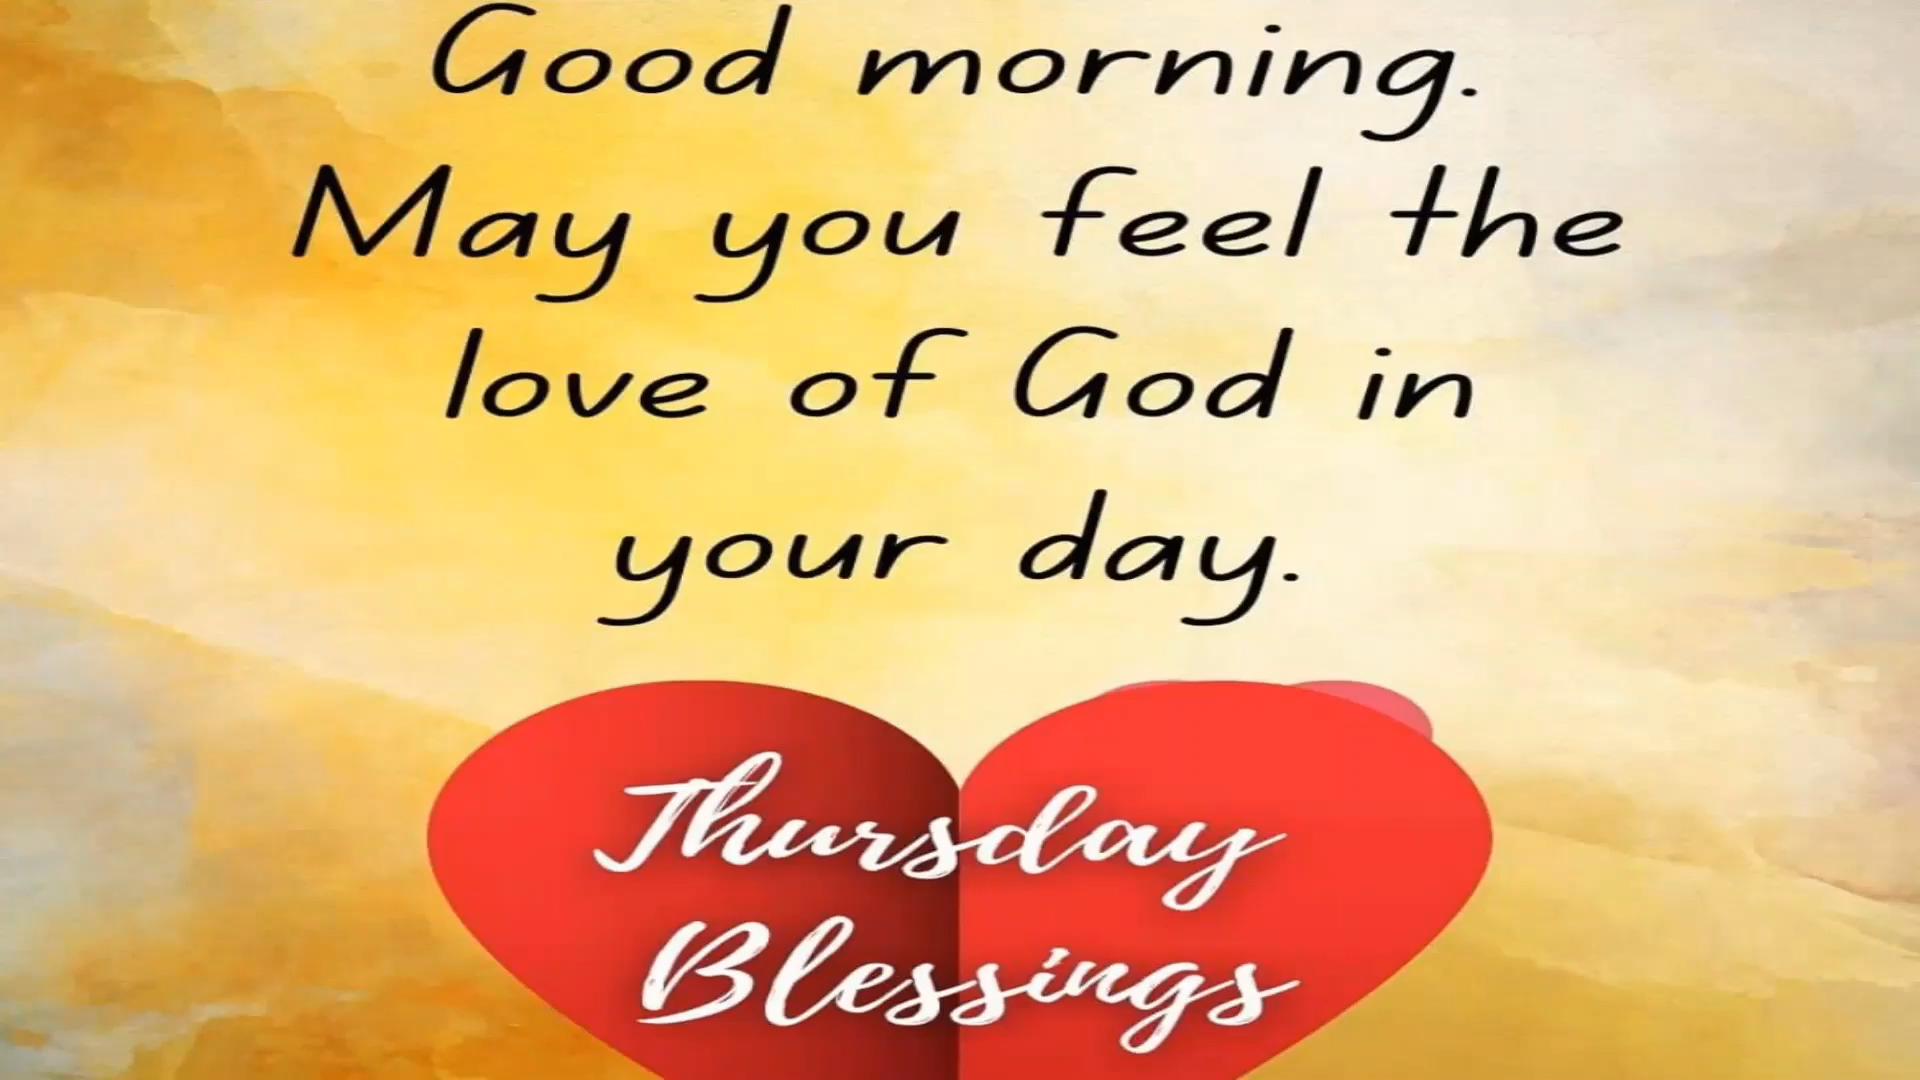 Good morning.
May you feel the
love of God in
your day.
Thursday
Blessings